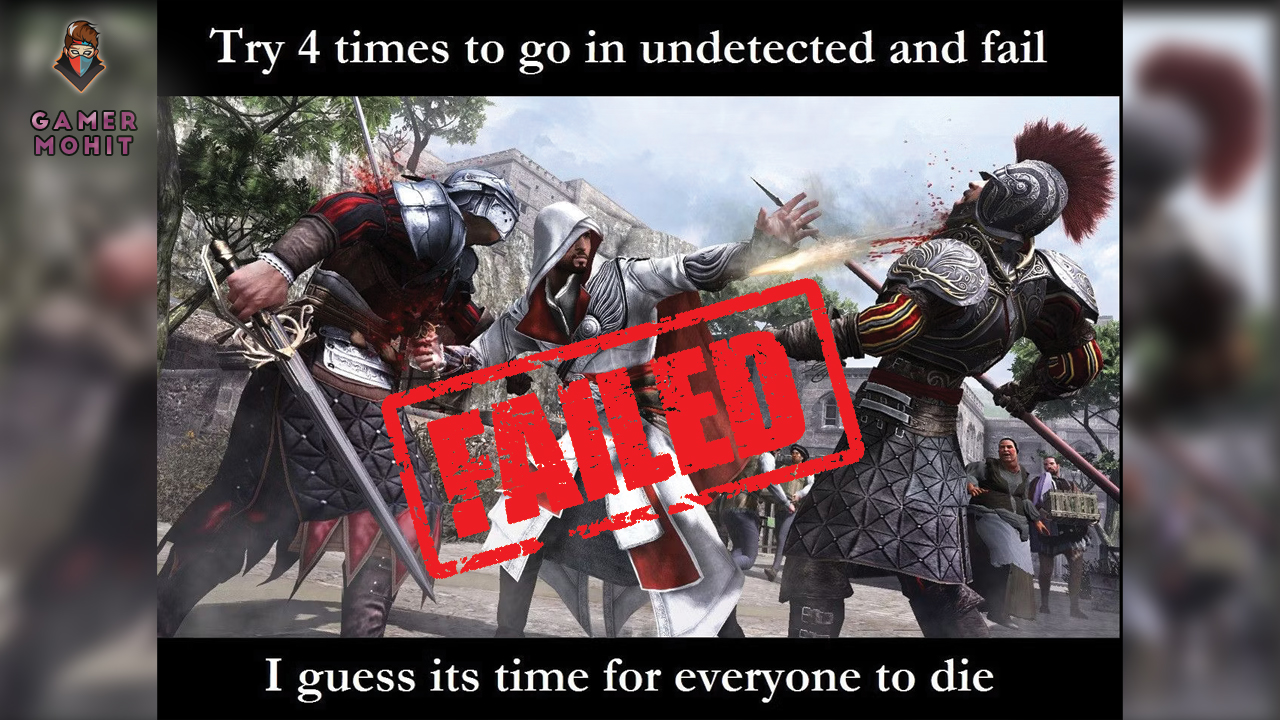 Try 4 times to go in undetected and fail
GAMER
MOHIT
FAILED
I guess its time for everyone to die